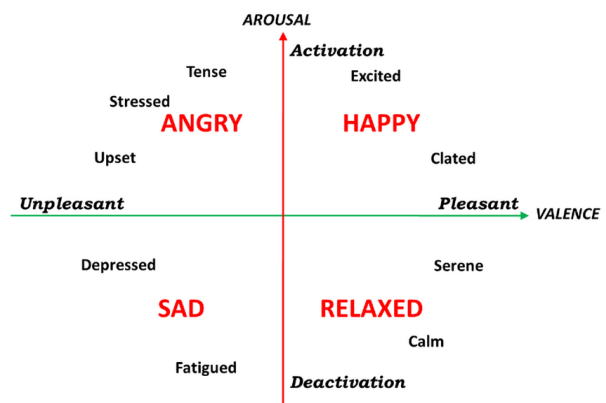 AROUSAL
Activation
Tense
Excited
Stressed
ANGRY
HAPPY
Upset
Clated
Unpleasant
Pleasant
VALENCE
Depressed
Serene
SAD
RELAXED
Calm
Fatigued
Deactivation